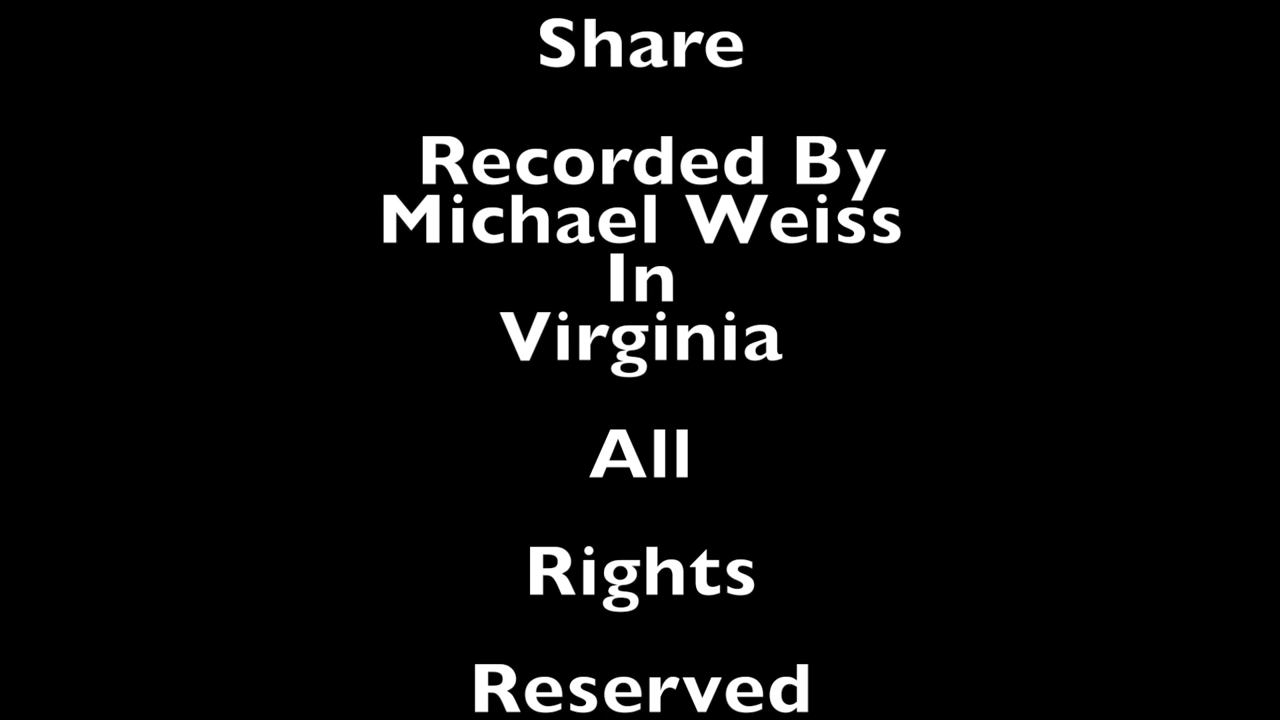 Share
Recorded By
Michael Weiss
In
Virginia
All
Rights
Reserved